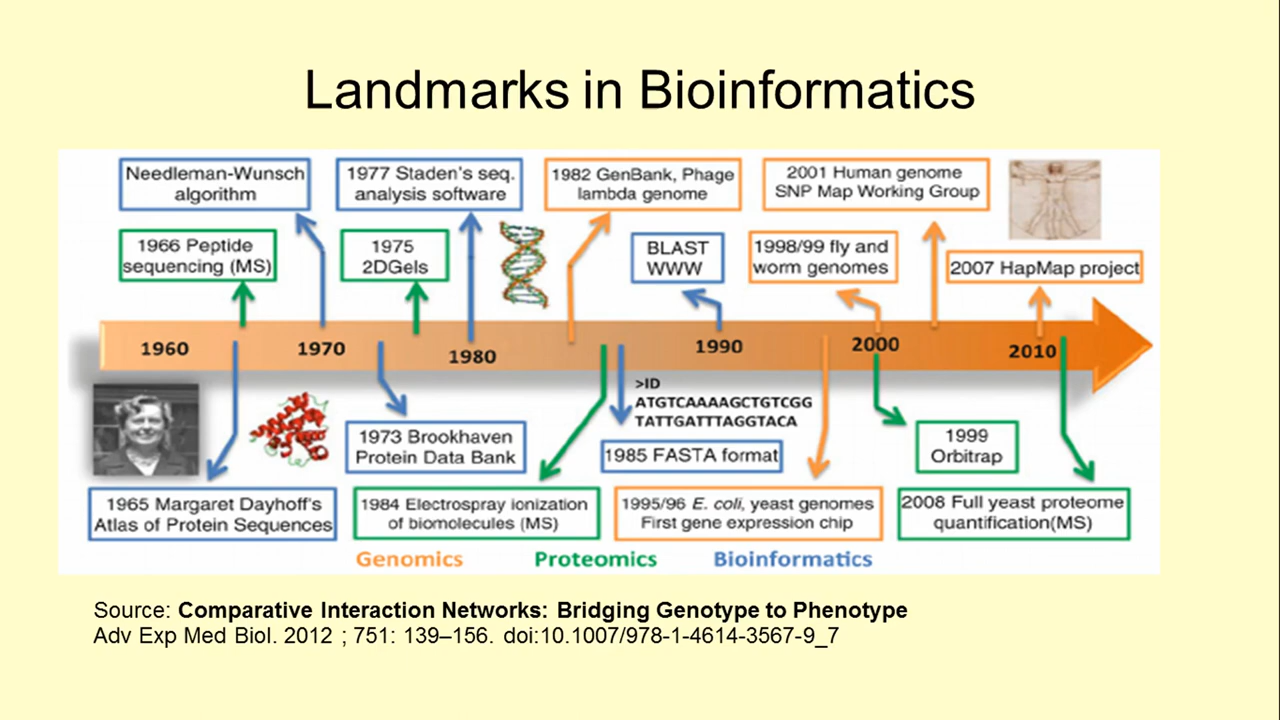 Landmarks in Bioinformatics
Needleman-Wunsch
algorithm
1977 Staden's seq.
analysis software
1982 GenBank, Phage
lambda genome
2001 Human genome
SNP Map Working Group
1966 Peptide
sequencing (MS)
1975
2DGels
BLAST
WWW
1998/99 fly and
worm genomes
2007 HapMap project
1960
1970
1980
1990
2000
2010
>ID
ATGTCAAAAGCTGTCGG
TATTGATTTAGGTACA
1973 Brookhaven
Protein Data Bank
1985 FASTA format
1999
Orbitrap
1965 Margaret Dayhoff's
Atlas of Protein Sequences
1984 Electrospray ionization
of biomolecules (MS)
1995/96 E. coli, yeast genomes
First gene expression chip
2008 Full yeast proteome
quantification(MS)
Genomics
Proteomics
Bioinformatics
Source: Comparative Interaction Networks: Bridging Genotype to Phenotype
Adv Exp Med Biol. 2012 ; 751: 139–156. doi:10.1007/978-1-4614-3567-9_7